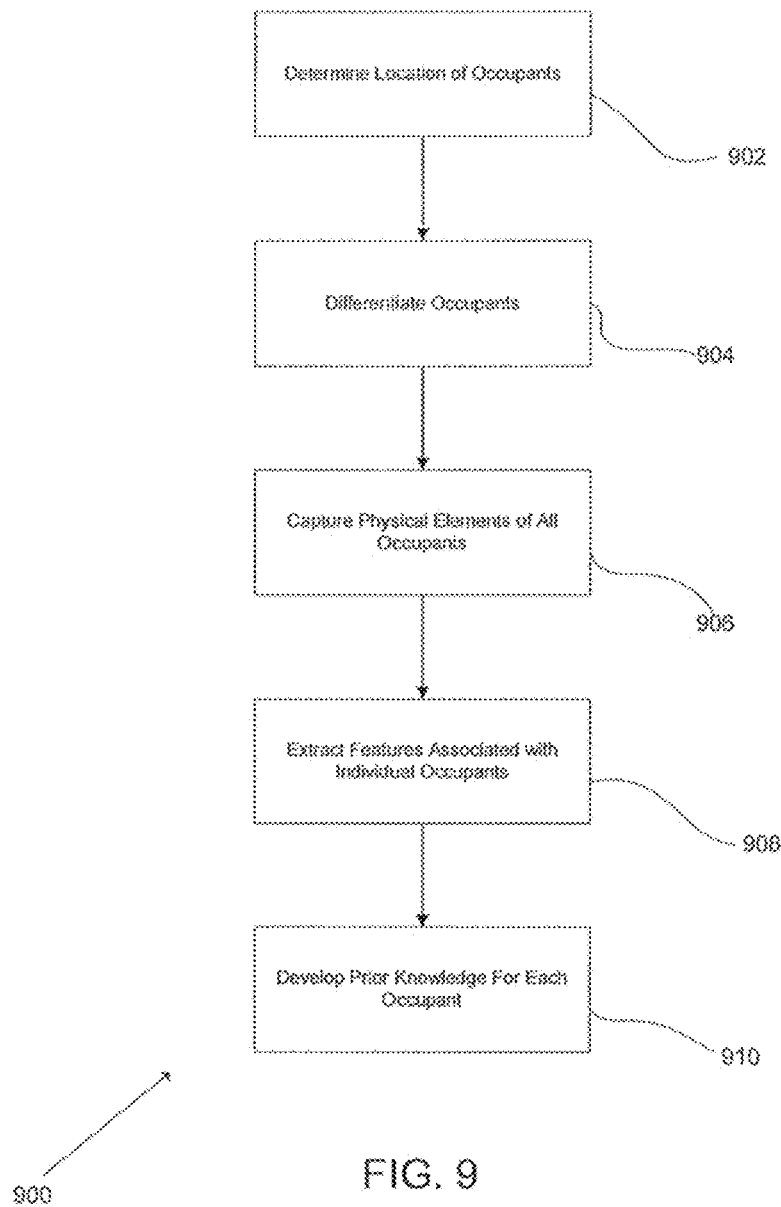 Determine Location of Occupants
902
Differentiate Occupants
904
Capture Physical Elements of All
Occupants
906
Extract Features Associated with
Individual Occupants
908
Develop Prior Knowledge For Each
Occupant
910
900
FIG. 9